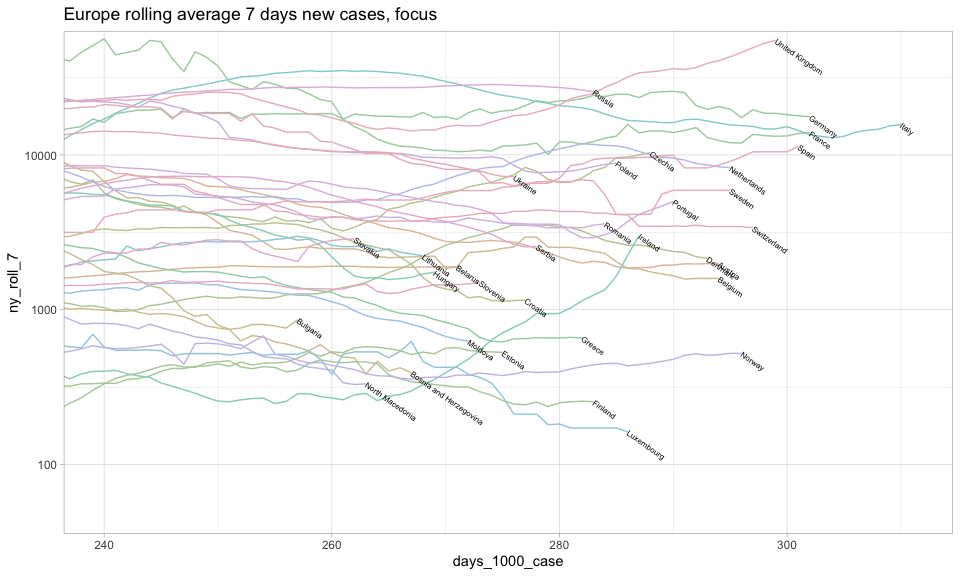 Europe rolling average 7 days new cases, focus
ny_roll_7
10000
1000
100
United Kingdom
Russia
Germany
Italy
France
Spain
Czechia
Poland
Netherlands
Ukraine
Sweden
Portugal
Switzerland
Romania
Ireland
Slovakia
Serbia
Lithuania
Denmark
Austria
Belarus
Hungary
Slovenia
Belgium
Croatia
Bulgaria
Greece
Moldova
Estonia
Norway
Bosnia and Herzegovina
North Macedonia
Finland
Luxembourg
240
260
280
300
days_1000_case